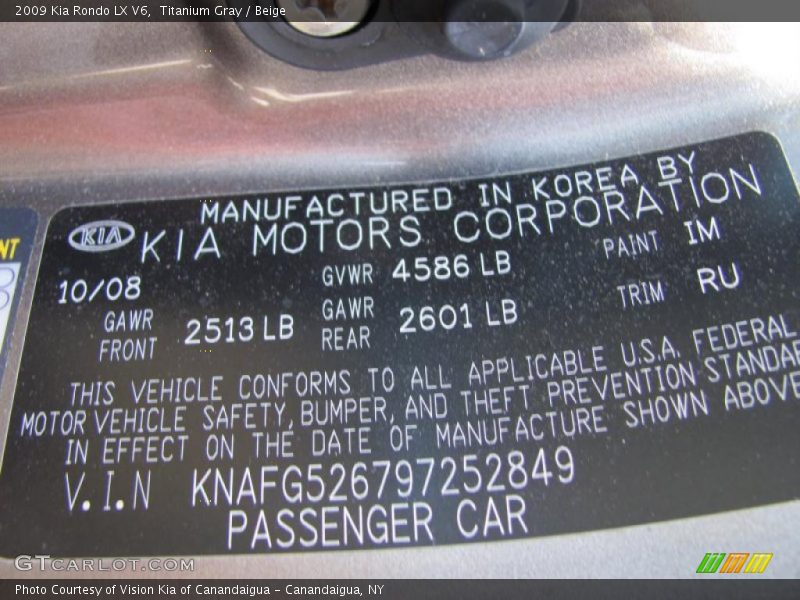 2009 Kia Rondo LX V6,  Titanium Gray / Beige
MANUFACTURED IN KOREA BY
KIA KIA MOTORS CORPORATION
10/08 GVWR 4586 LB PAINT IM
GAWR FRONT 2513 LB GAWR REAR 2601 LB TRIM RU
THIS VEHICLE CONFORMS TO ALL APPLICABLE U.S.A. FEDERAL
MOTOR VEHICLE SAFETY, BUMPER, AND THEFT PREVENTION STANDAR
IN EFFECT ON THE DATE OF MANUFACTURE SHOWN ABOVE
V.I.N KNAFG526797252849
PASSENGER CAR
NT
GTCarLot.com
Photo Courtesy of Vision Kia of Canandaigua - Canandaigua, NY